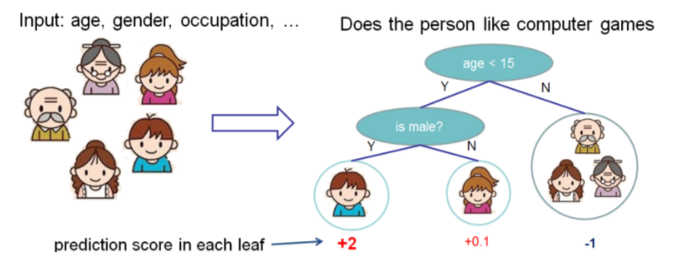 Input: age, gender, occupation, …
Does the person like computer games
age < 15
Y
N
is male?
Y
N
prediction score in each leaf
+2
+0.1
-1